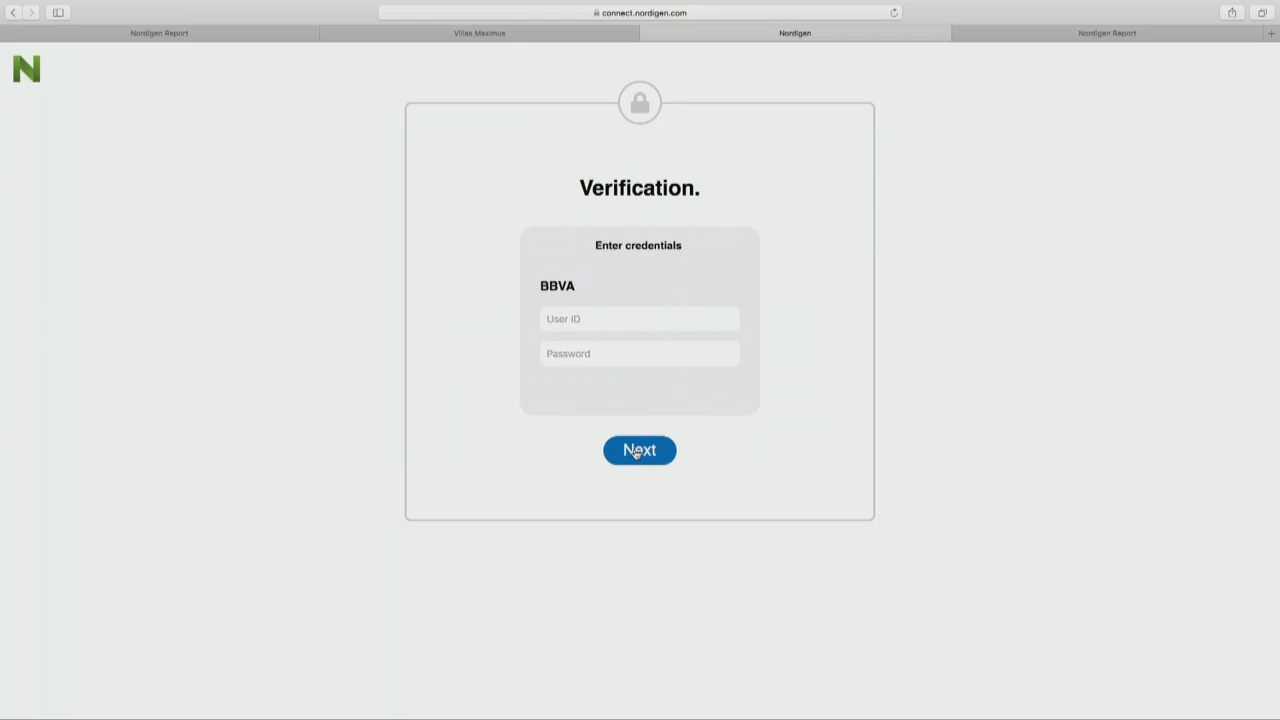 connect.nordigen.com
Nordigen Report
Villas Maximus
Nordigen
Nordigen Report
N
Verification.
Enter credentials
BBVA
User ID
Password
Next